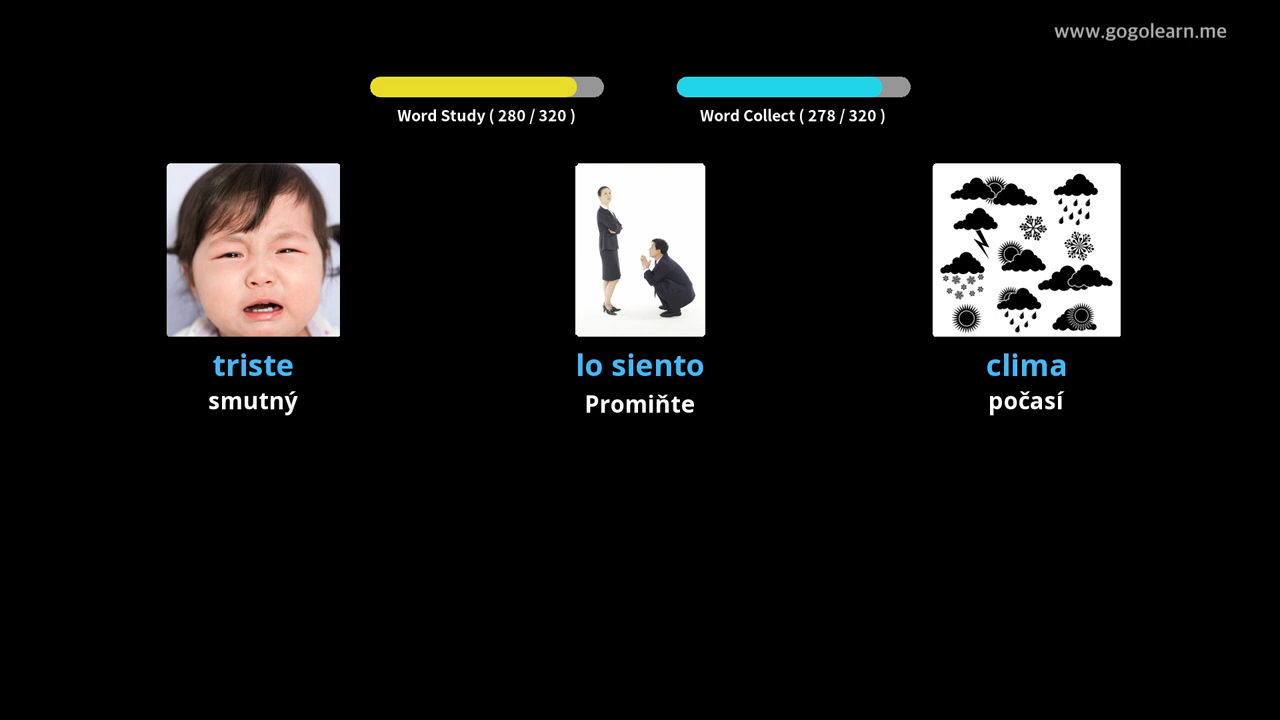 www.gogolearn.me
Word Study ( 280 / 320 )
Word Collect ( 278 / 320 )
triste
smutný
lo siento
Promiňte
clima
počasí